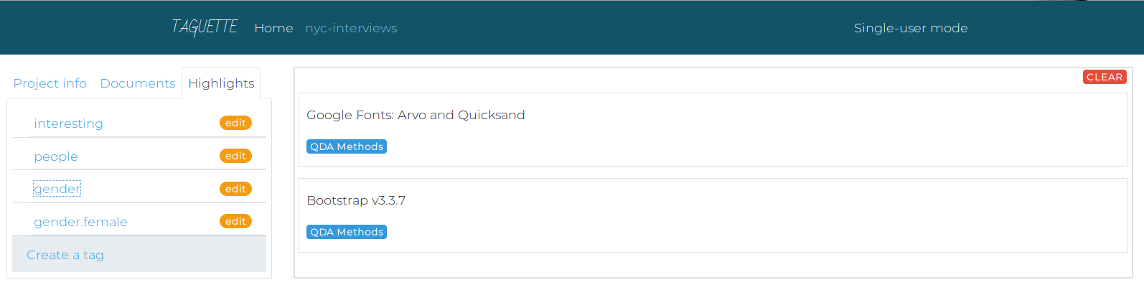 TAGUETTE Home nyc-interviews Single-user mode
Project info Documents Highlights
interesting edit
people edit
gender edit
gender.female edit
Create a tag
CLEAR
Google Fonts: Arvo and Quicksand
QDA Methods
Bootstrap v3.3.7
QDA Methods